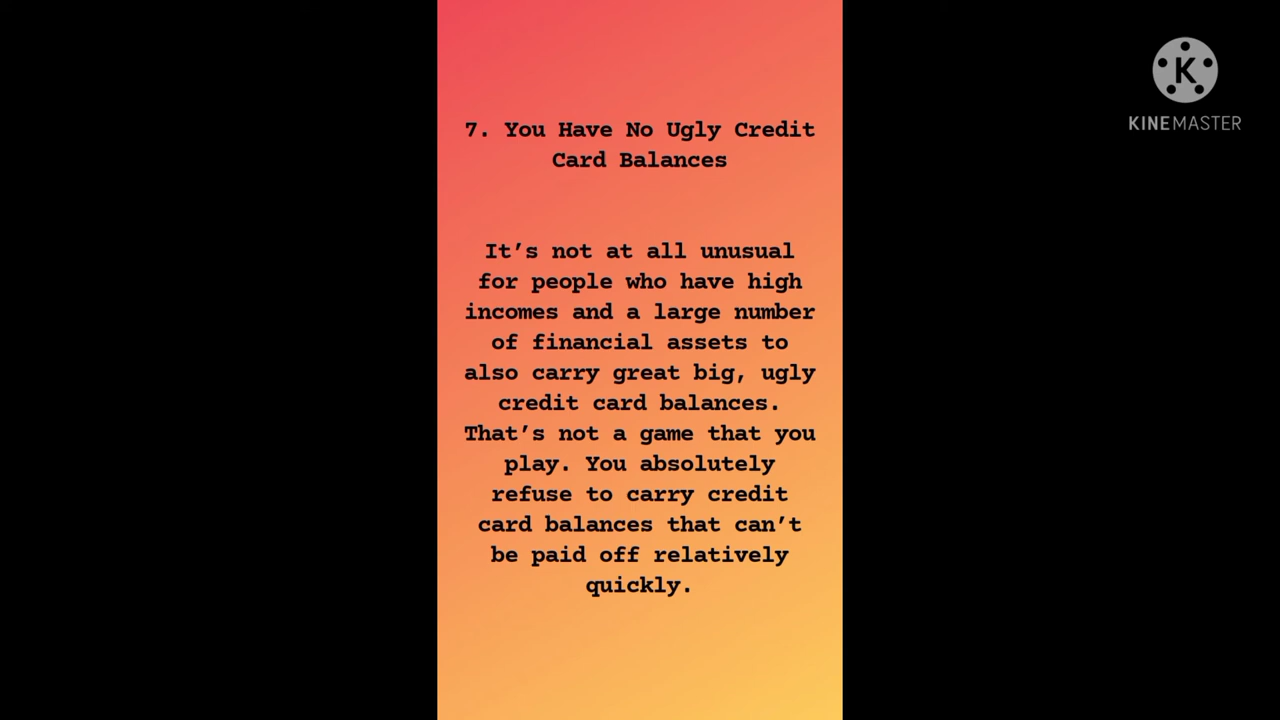 7. You Have No Ugly Credit
Card Balances
It’s not at all unusual
for people who have high
incomes and a large number
of financial assets to
also carry great big, ugly
credit card balances.
That’s not a game that you
play. You absolutely
refuse to carry credit
card balances that can’t
be paid off relatively
quickly.
K
KINEMASTER